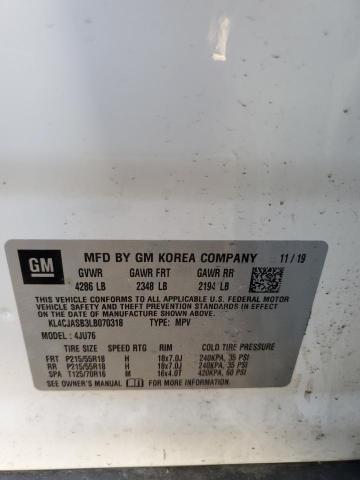 GM
MFD BY GM KOREA COMPANY 11/19
GVWR GAWR FRT GAWR RR
4286 LB 2348 LB 2194 LB
THIS VEHICLE CONFORMS TO ALL APPLICABLE U.S. FEDERAL MOTOR
VEHICLE SAFETY, BUMPER, AND THEFT PREVENTION STANDARDS IN
EFFECT ON THE DATE OF MANUFACTURE SHOWN ABOVE.
KL4CJASB3LB070318 TYPE: MPV
MODEL: 4JU76
TIRE SIZE SPEED RTG RIM COLD TIRE PRESSURE
FRT P215/55R18 H 18x7.0J 240KPA, 35 PSI
RR P215/55R18 H 18x7.0J 240KPA, 35 PSI
SPA T125/70R16 M 16x4.0T 420KPA, 60 PSI
SEE OWNER'S MANUAL FOR ADDITIONAL INFORMATION.